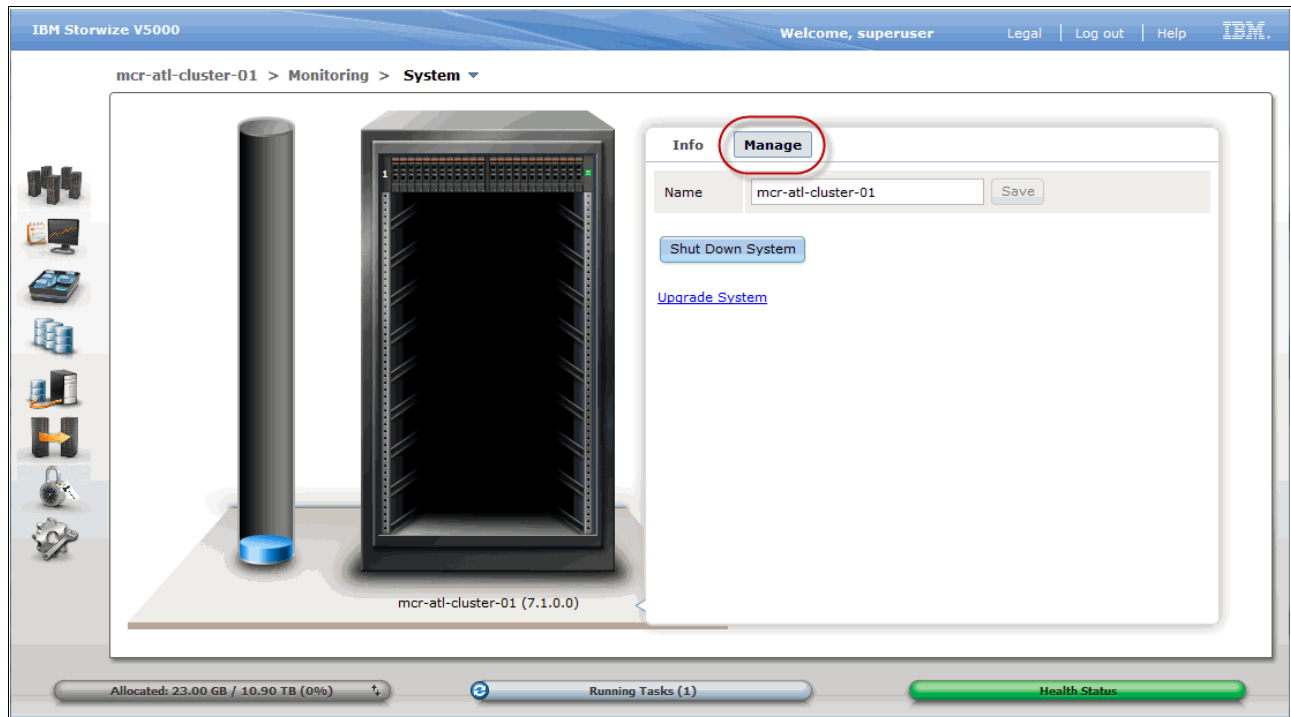 IBM Storwize V5000
Welcome, superuser
Legal | Log out | Help
IBM.
mcr-atl-cluster-01 > Monitoring > System
Info
Manage
Name
mcr-atl-cluster-01
Save
Shut Down System
Upgrade System
1
mcr-atl-cluster-01 (7.1.0.0)
Allocated: 23.00 GB / 10.90 TB (0%)
Running Tasks (1)
Health Status